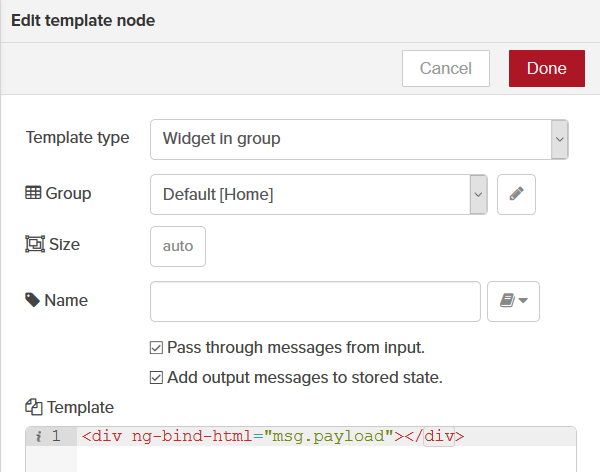 Edit template node
Cancel Done
Template type Widget in group
Group Default [Home]
Size auto
Name
Pass through messages from input.
Add output messages to stored state.
Template
i 1 <div ng-bind-html="msg.payload"></div>